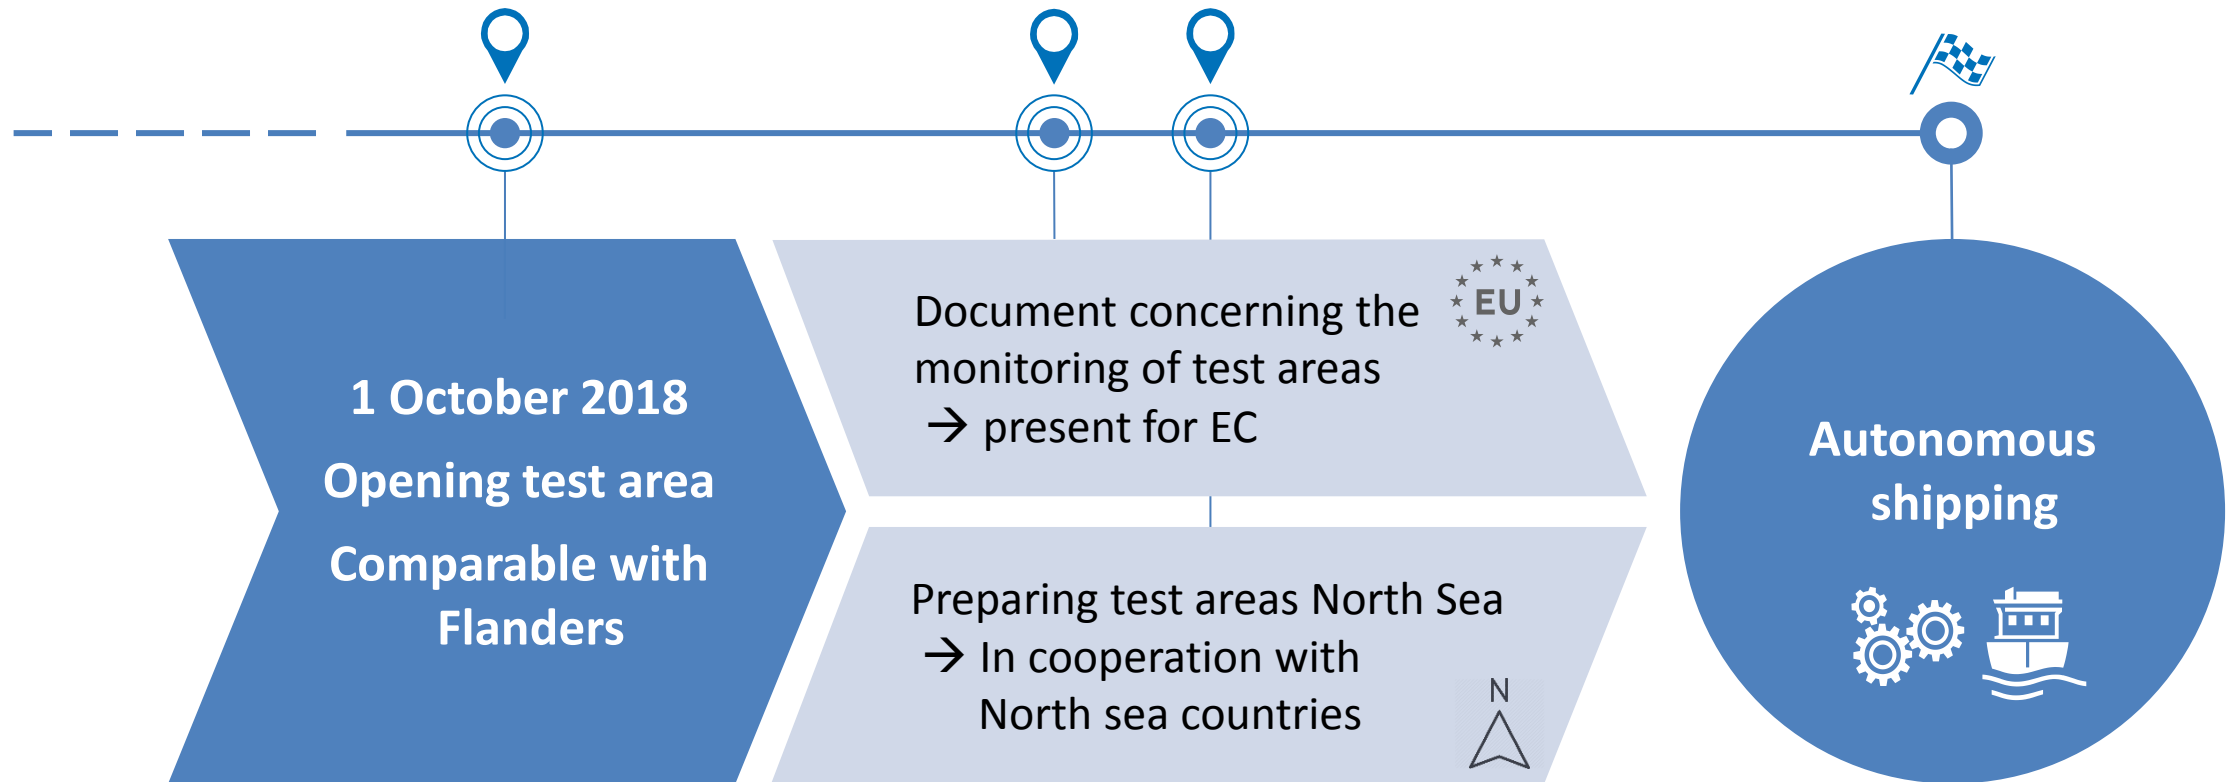 1 October 2018
Opening test area
Comparable with
Flanders
Document concerning the
monitoring of test areas
→ present for EC
EU
Preparing test areas North Sea
→ In cooperation with
North sea countries
N
Autonomous
shipping